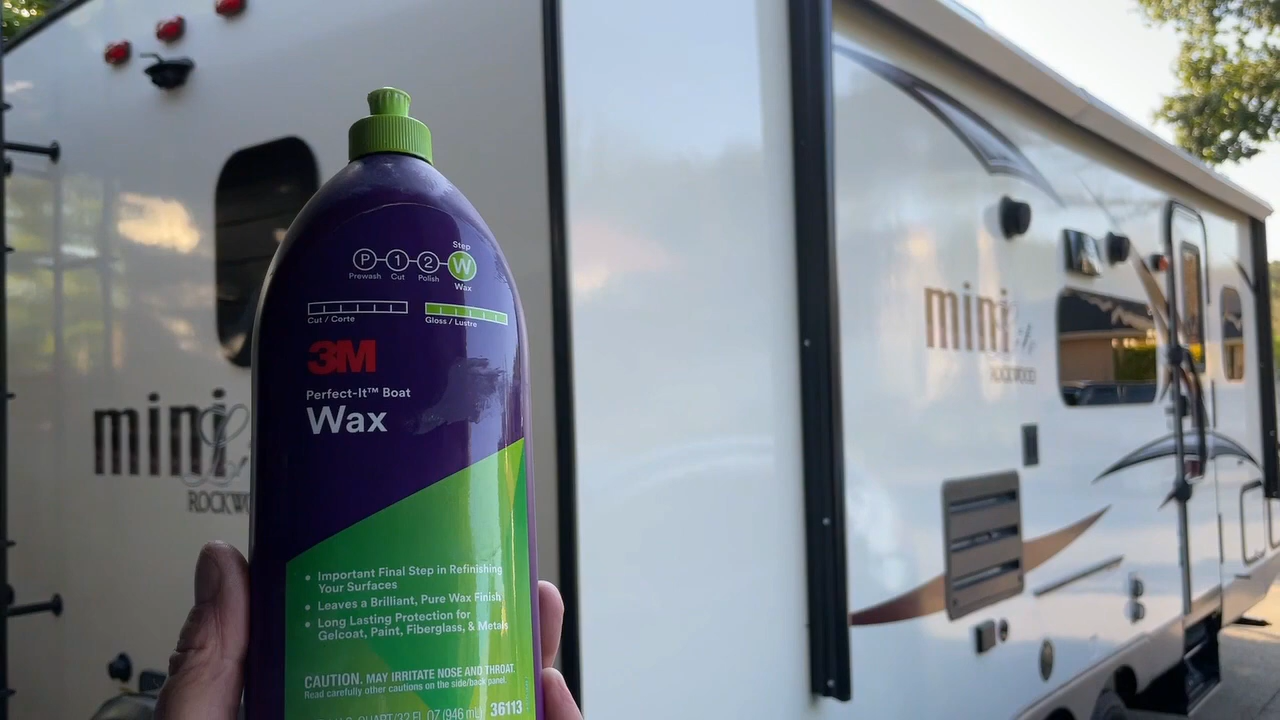 Step
P 1 2 W
Prewash Cut Polish Wax
Cut / Corte
Gloss / Lustre
3M
Perfect-It™ Boat
Wax
• Important Final Step in Refinishing
Your Surfaces
• Leaves a Brilliant, Pure Wax Finish
• Long Lasting Protection for
Gelcoat, Paint, Fiberglass, & Metals
CAUTION. MAY IRRITATE NOSE AND THROAT.
Read carefully other cautions on the side/back panel.
QUART/32 FL OZ (946 mL)
36113
mini
ROCKWO
mini
ROCKWOOD